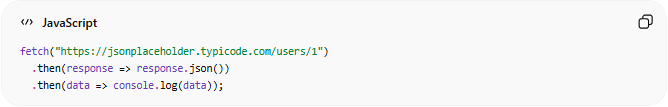 JavaScript
fetch("https://jsonplaceholder.typicode.com/users/1")
  .then(response => response.json())
  .then(data => console.log(data));